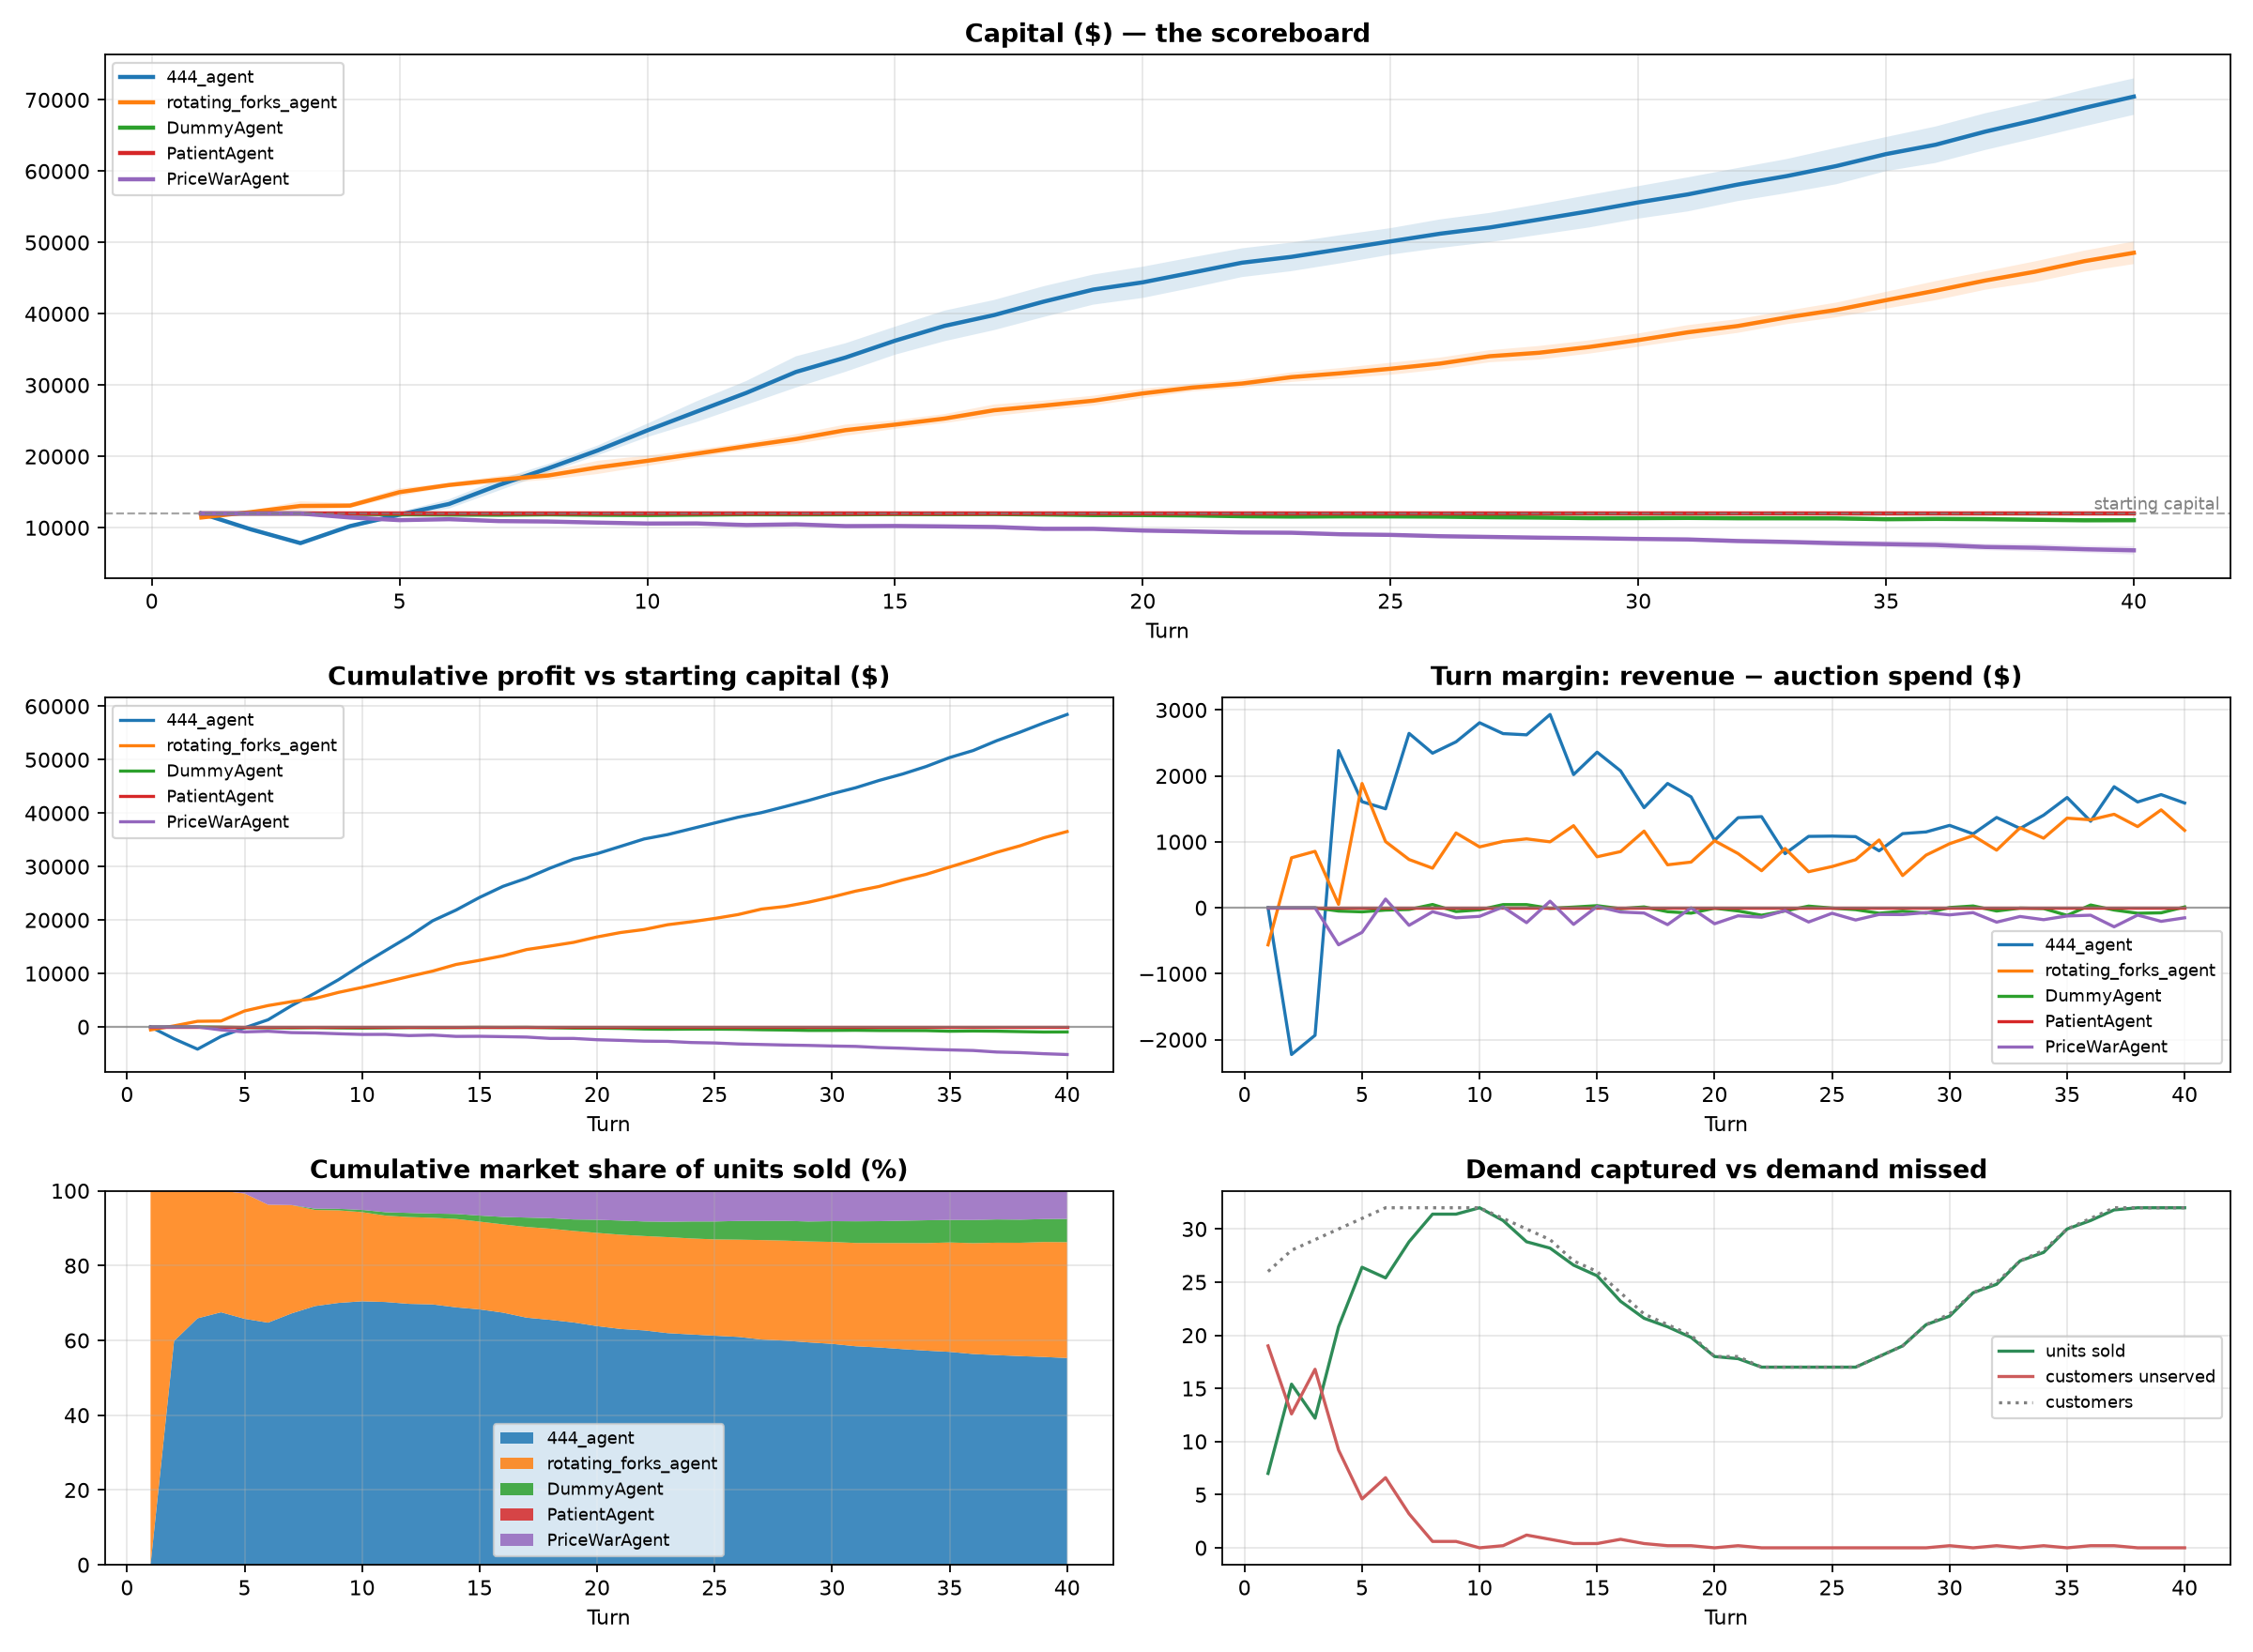 Capital ($) — the scoreboard
444_agent
rotating_forks_agent
DummyAgent
PatientAgent
PriceWarAgent
70000
60000
50000
40000
30000
20000
10000
starting capital
0 5 10 15 20 25 30 35 40
Turn
Cumulative profit vs starting capital ($)
444_agent
rotating_forks_agent
DummyAgent
PatientAgent
PriceWarAgent
60000
50000
40000
30000
20000
10000
0
0 5 10 15 20 25 30 35 40
Turn
Turn margin: revenue − auction spend ($)
3000
2000
1000
0
−1000
−2000
444_agent
rotating_forks_agent
DummyAgent
PatientAgent
PriceWarAgent
0 5 10 15 20 25 30 35 40
Turn
Cumulative market share of units sold (%)
100
80
60
40
20
0
444_agent
rotating_forks_agent
DummyAgent
PatientAgent
PriceWarAgent
0 5 10 15 20 25 30 35 40
Turn
Demand captured vs demand missed
30
25
20
15
10
5
0
units sold
customers unserved
customers
0 5 10 15 20 25 30 35 40
Turn